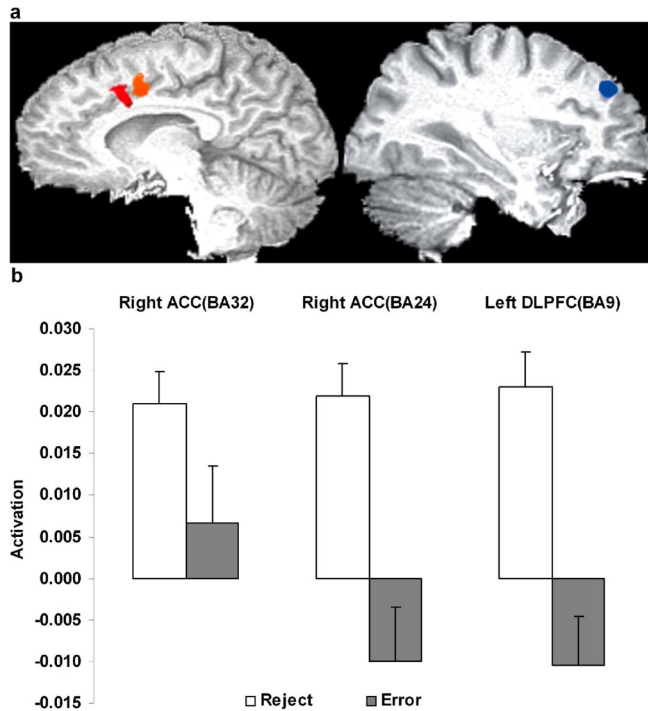 a
b
Right ACC(BA32) Right ACC(BA24) Left DLPFC(BA9)
0.030
0.025
0.020
0.015
0.010
0.005
0.000
-0.005
-0.010
-0.015
Activation
Reject Error